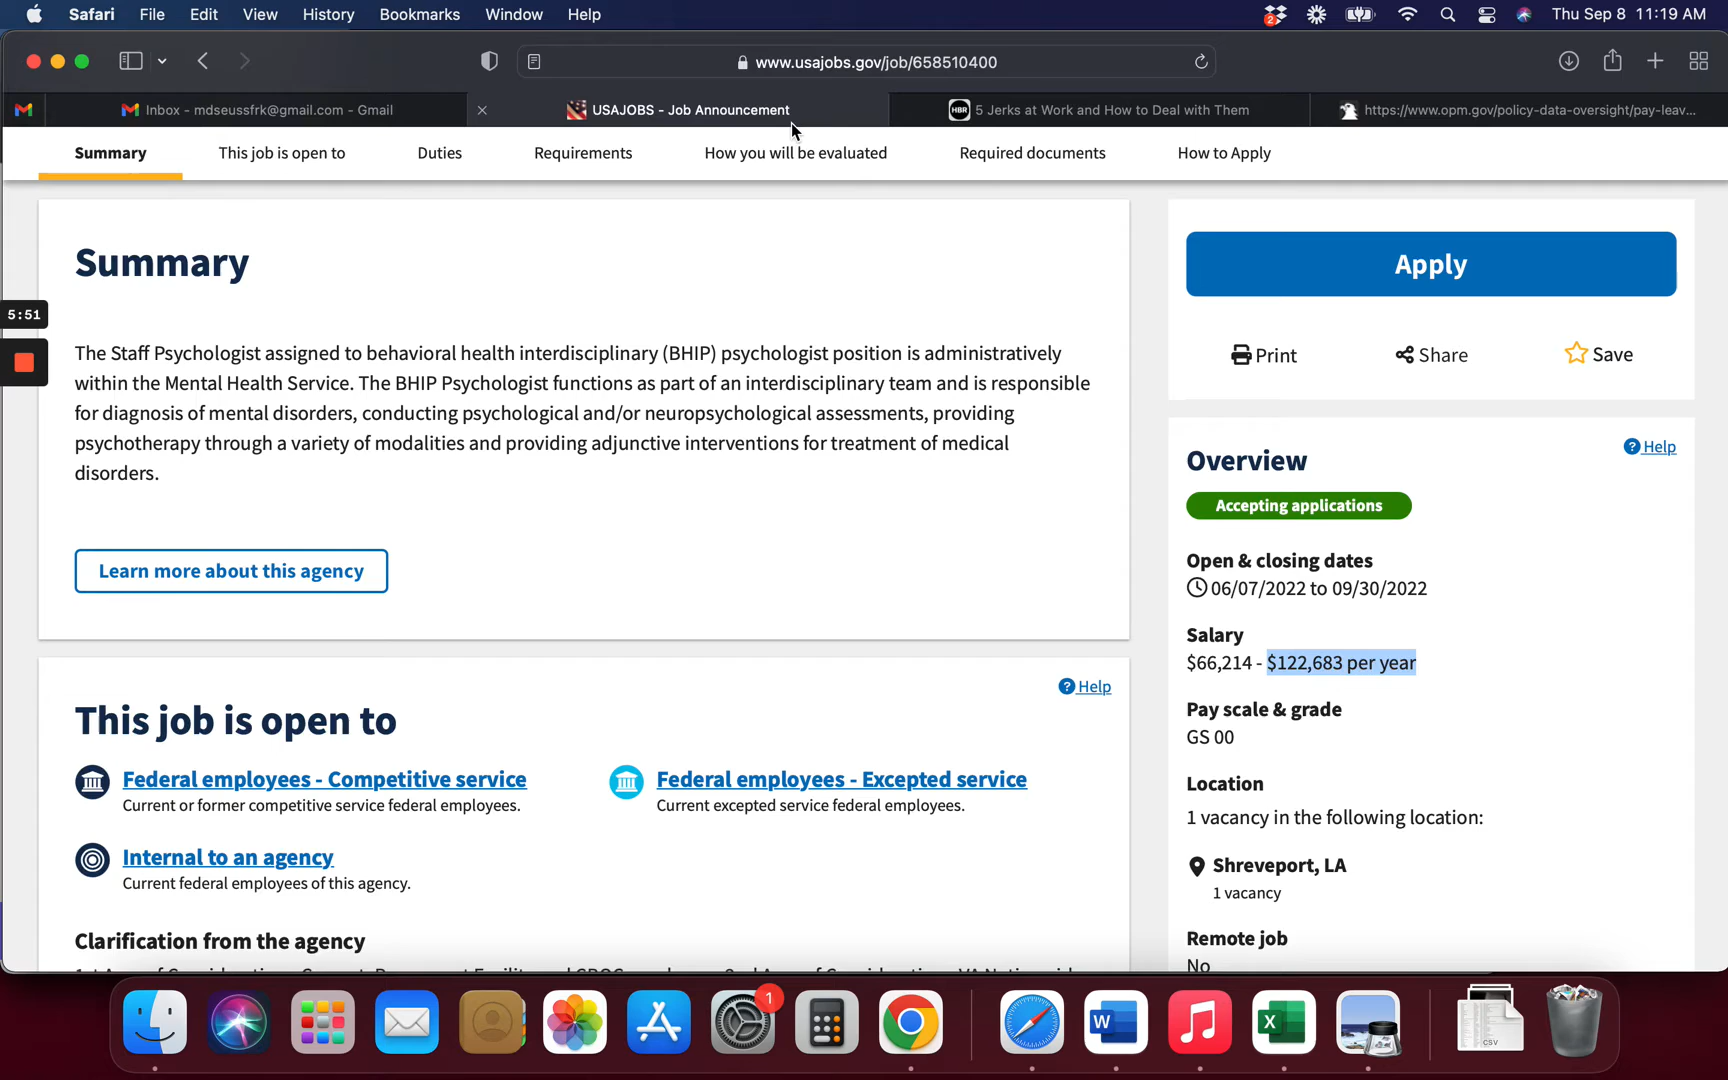 Safari File Edit View History Bookmarks Window Help
2
Thu Sep 8 11:19 AM
www.usajobs.gov/job/658510400
Inbox - mdseussfrk@gmail.com - Gmail
USAJOBS - Job Announcement
HBR 5 Jerks at Work and How to Deal with Them
https://www.opm.gov/policy-data-oversight/pay-leav...
Summary
This job is open to
Duties
Requirements
How you will be evaluated
Required documents
How to Apply
5:51
Summary
The Staff Psychologist assigned to behavioral health interdisciplinary (BHIP) psychologist position is administratively
within the Mental Health Service. The BHIP Psychologist functions as part of an interdisciplinary team and is responsible
for diagnosis of mental disorders, conducting psychological and/or neuropsychological assessments, providing
psychotherapy through a variety of modalities and providing adjunctive interventions for treatment of medical
disorders.
Learn more about this agency
Help
This job is open to
Federal employees - Competitive service
Current or former competitive service federal employees.
Federal employees - Excepted service
Current excepted service federal employees.
Internal to an agency
Current federal employees of this agency.
Clarification from the agency
Apply
Print
Share
Save
Help
Overview
Accepting applications
Open & closing dates
06/07/2022 to 09/30/2022
Salary
$66,214 - $122,683 per year
Pay scale & grade
GS 00
Location
1 vacancy in the following location:
Shreveport, LA
1 vacancy
Remote job
No
1
W
X
CSV